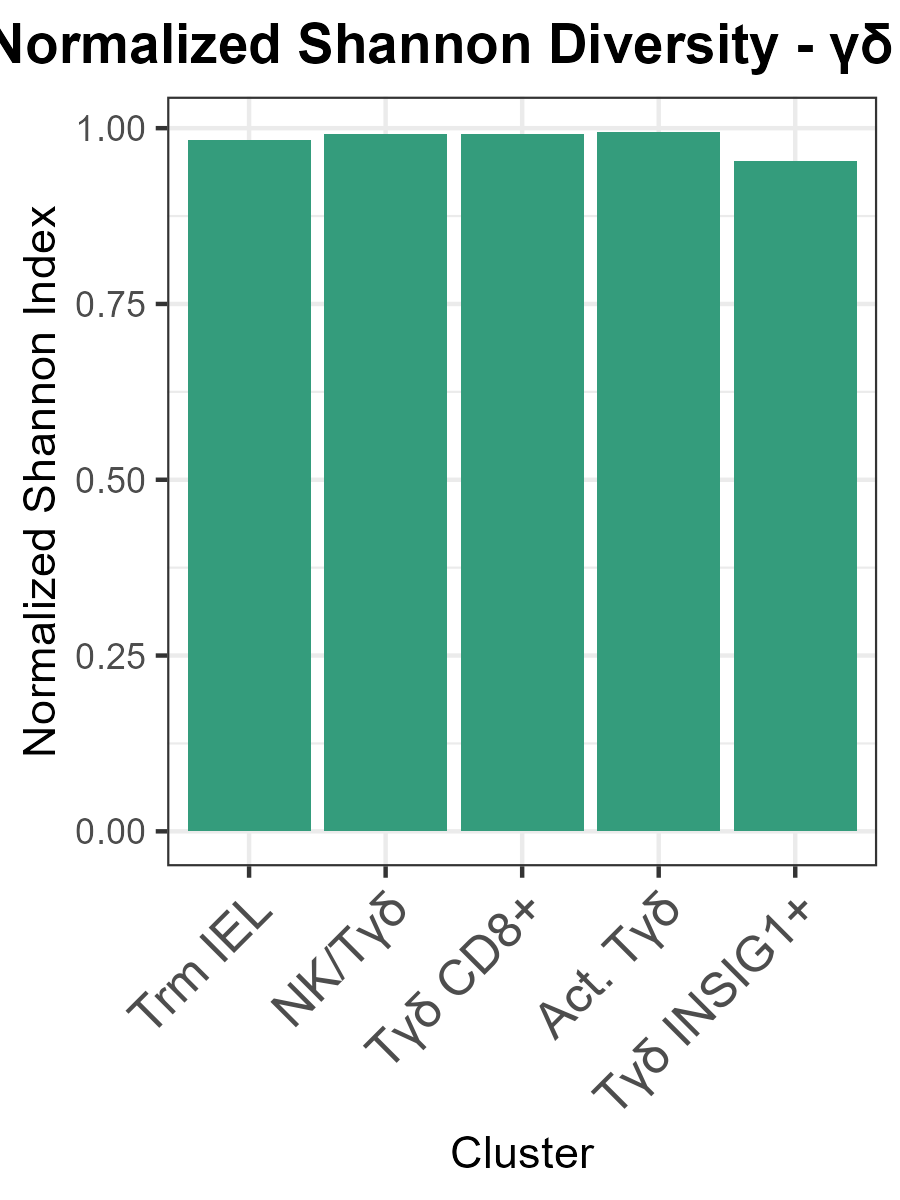 Normalized Shannon Diversity - γδ
Normalized Shannon Index
1.00
0.75
0.50
0.25
0.00
Trm IEL
NK/Tγδ
Tγδ CD8+
Act. Tγδ
Tγδ INSIG1+
Cluster